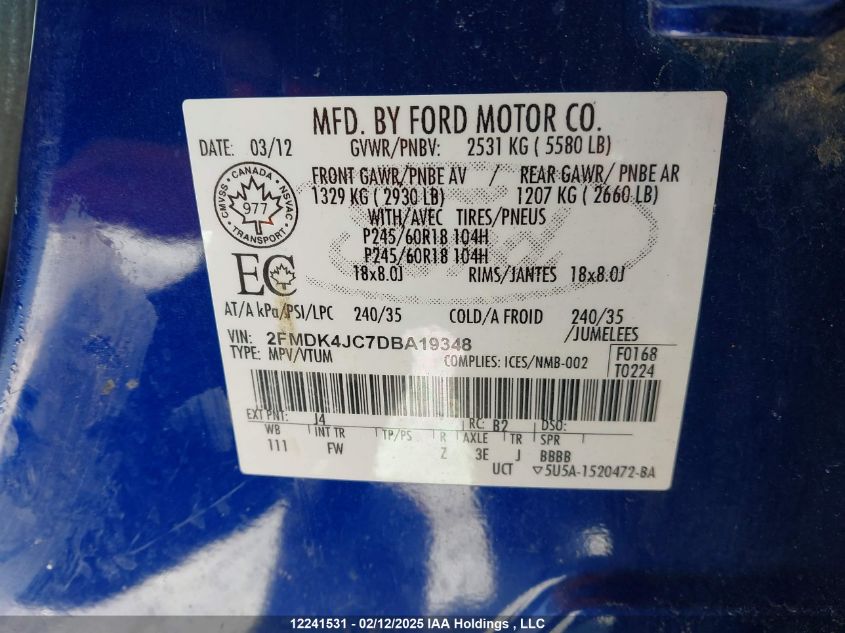 MFD. BY FORD MOTOR CO.
DATE: 03/12 GVWR/PNBV: 2531 KG ( 5580 LB)
FRONT GAWR/PNBE AV / REAR GAWR/ PNBE AR
1329 KG ( 2930 LB) 1207 KG ( 2660 LB)
WITH/AVEC TIRES/PNEUS
P245/60R18 104H
P245/60R18 104H
18x8.0J RIMS/JANTES 18x8.0J
CMVSS • CANADA • NSVAC
977
TRANSPORT
EC
AT/A kPa/PSI/LPC 240/35 COLD/A FROID 240/35
/JUMELEES
VIN: 2FMDK4JC7DBA19348
TYPE: MPV/VTUM COMPLIES: ICES/NMB-002
F0168
T0224
EXT PNT: J4 RC: B2 DSO:
WB INT TR TP/PS R AXLE TR SPR
111 FW Z 3E J BBBB
UCT ▽5U5A-1520472-BA
12241531 - 02/12/2025 IAA Holdings , LLC